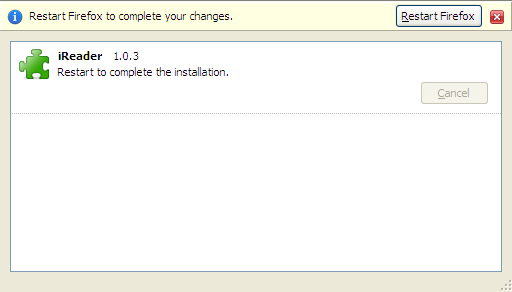 Restart Firefox to complete your changes.
Restart Firefox
iReader 1.0.3
Restart to complete the installation.
Cancel